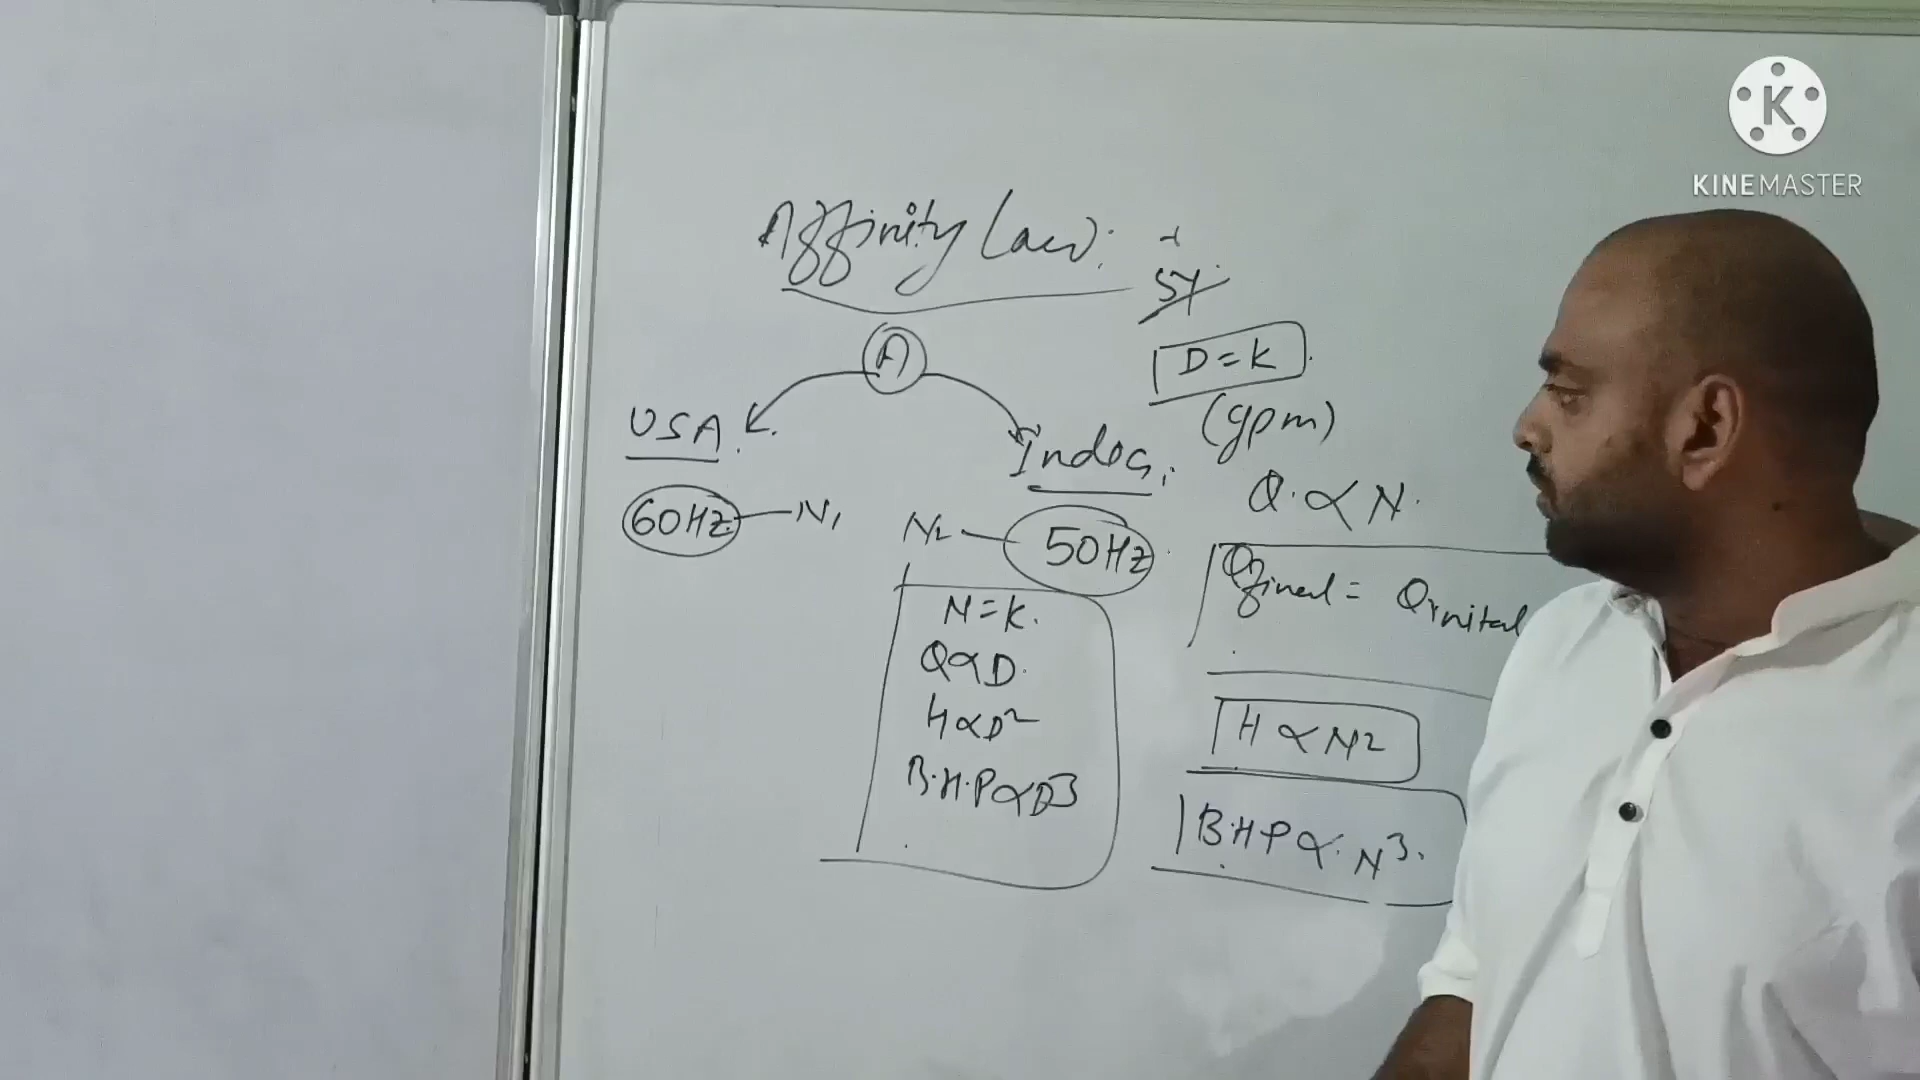 KINEMASTER
Affinity Law:
D=K
(gpm)
A
USA
India
60Hz N1
N2 50Hz
Q ∝ N
Qfinal = QInitial
N=K.
Q∝D.
H∝D2
B.H.P∝D3
H ∝ N2
B.H.P ∝ N3.